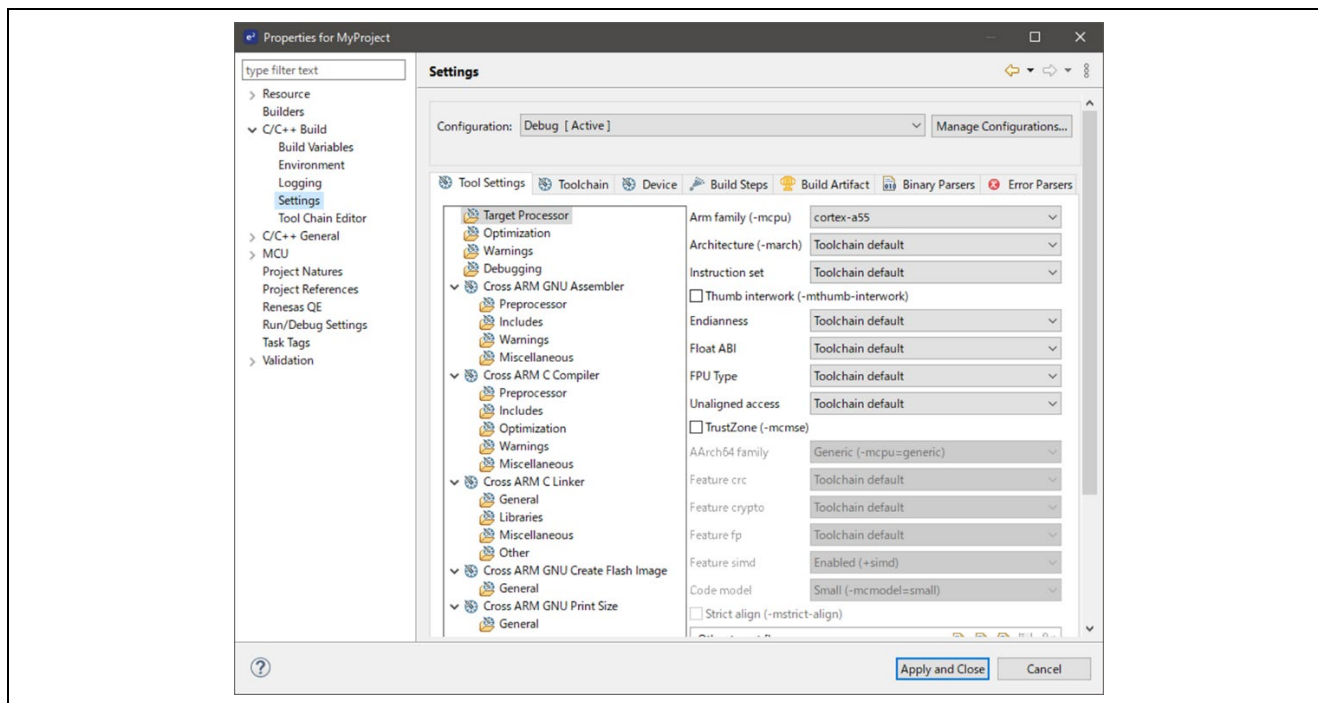 e² Properties for MyProject
type filter text
Resource
Builders
C/C++ Build
Build Variables
Environment
Logging
Settings
Tool Chain Editor
C/C++ General
MCU
Project Natures
Project References
Renesas QE
Run/Debug Settings
Task Tags
Validation
Settings
Configuration: Debug [ Active ] Manage Configurations...
Tool Settings Toolchain Device Build Steps Build Artifact Binary Parsers Error Parsers
Target Processor
Optimization
Warnings
Debugging
Cross ARM GNU Assembler
Preprocessor
Includes
Warnings
Miscellaneous
Cross ARM C Compiler
Preprocessor
Includes
Optimization
Warnings
Miscellaneous
Cross ARM C Linker
General
Libraries
Miscellaneous
Other
Cross ARM GNU Create Flash Image
General
Cross ARM GNU Print Size
General
Arm family (-mcpu) cortex-a55
Architecture (-march) Toolchain default
Instruction set Toolchain default
Thumb interwork (-mthumb-interwork)
Endianness Toolchain default
Float ABI Toolchain default
FPU Type Toolchain default
Unaligned access Toolchain default
TrustZone (-mcmse)
AArch64 family Generic (-mcpu=generic)
Feature crc Toolchain default
Feature crypto Toolchain default
Feature fp Toolchain default
Feature simd Enabled (+simd)
Code model Small (-mcmodel=small)
Strict align (-mstrict-align)
Apply and Close Cancel